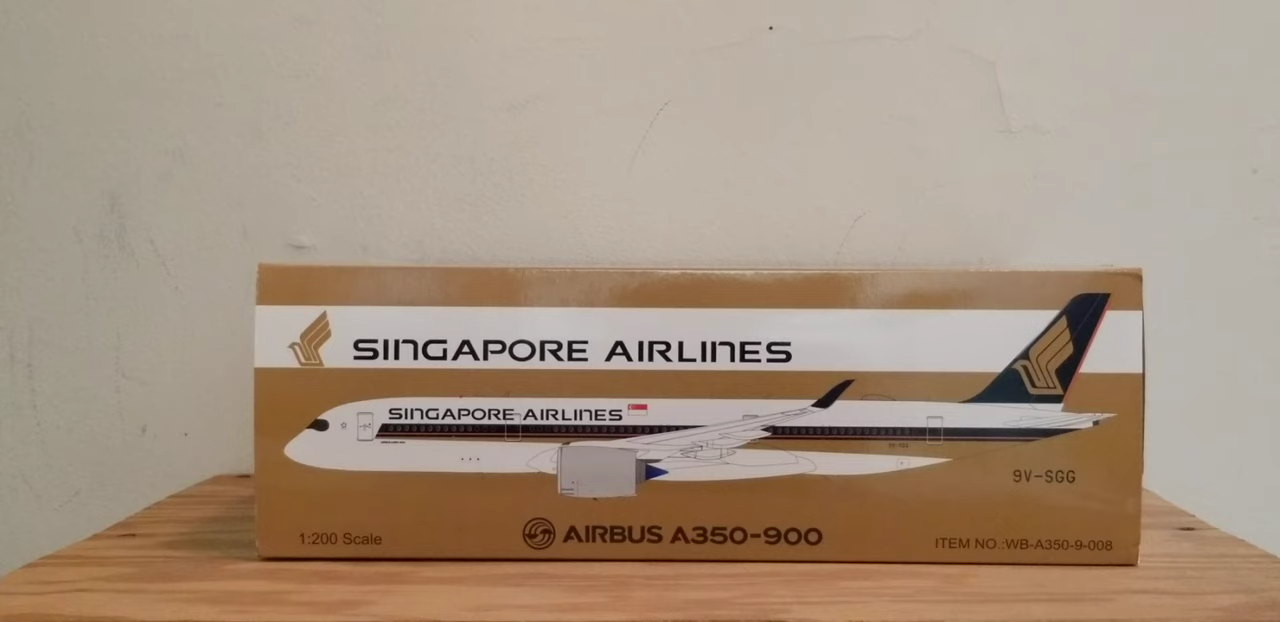 SINGAPORE AIRLINES
SINGAPORE AIRLINES
9V-SGG
1:200 Scale
AIRBUS A350-900
ITEM NO.:WB-A350-9-008